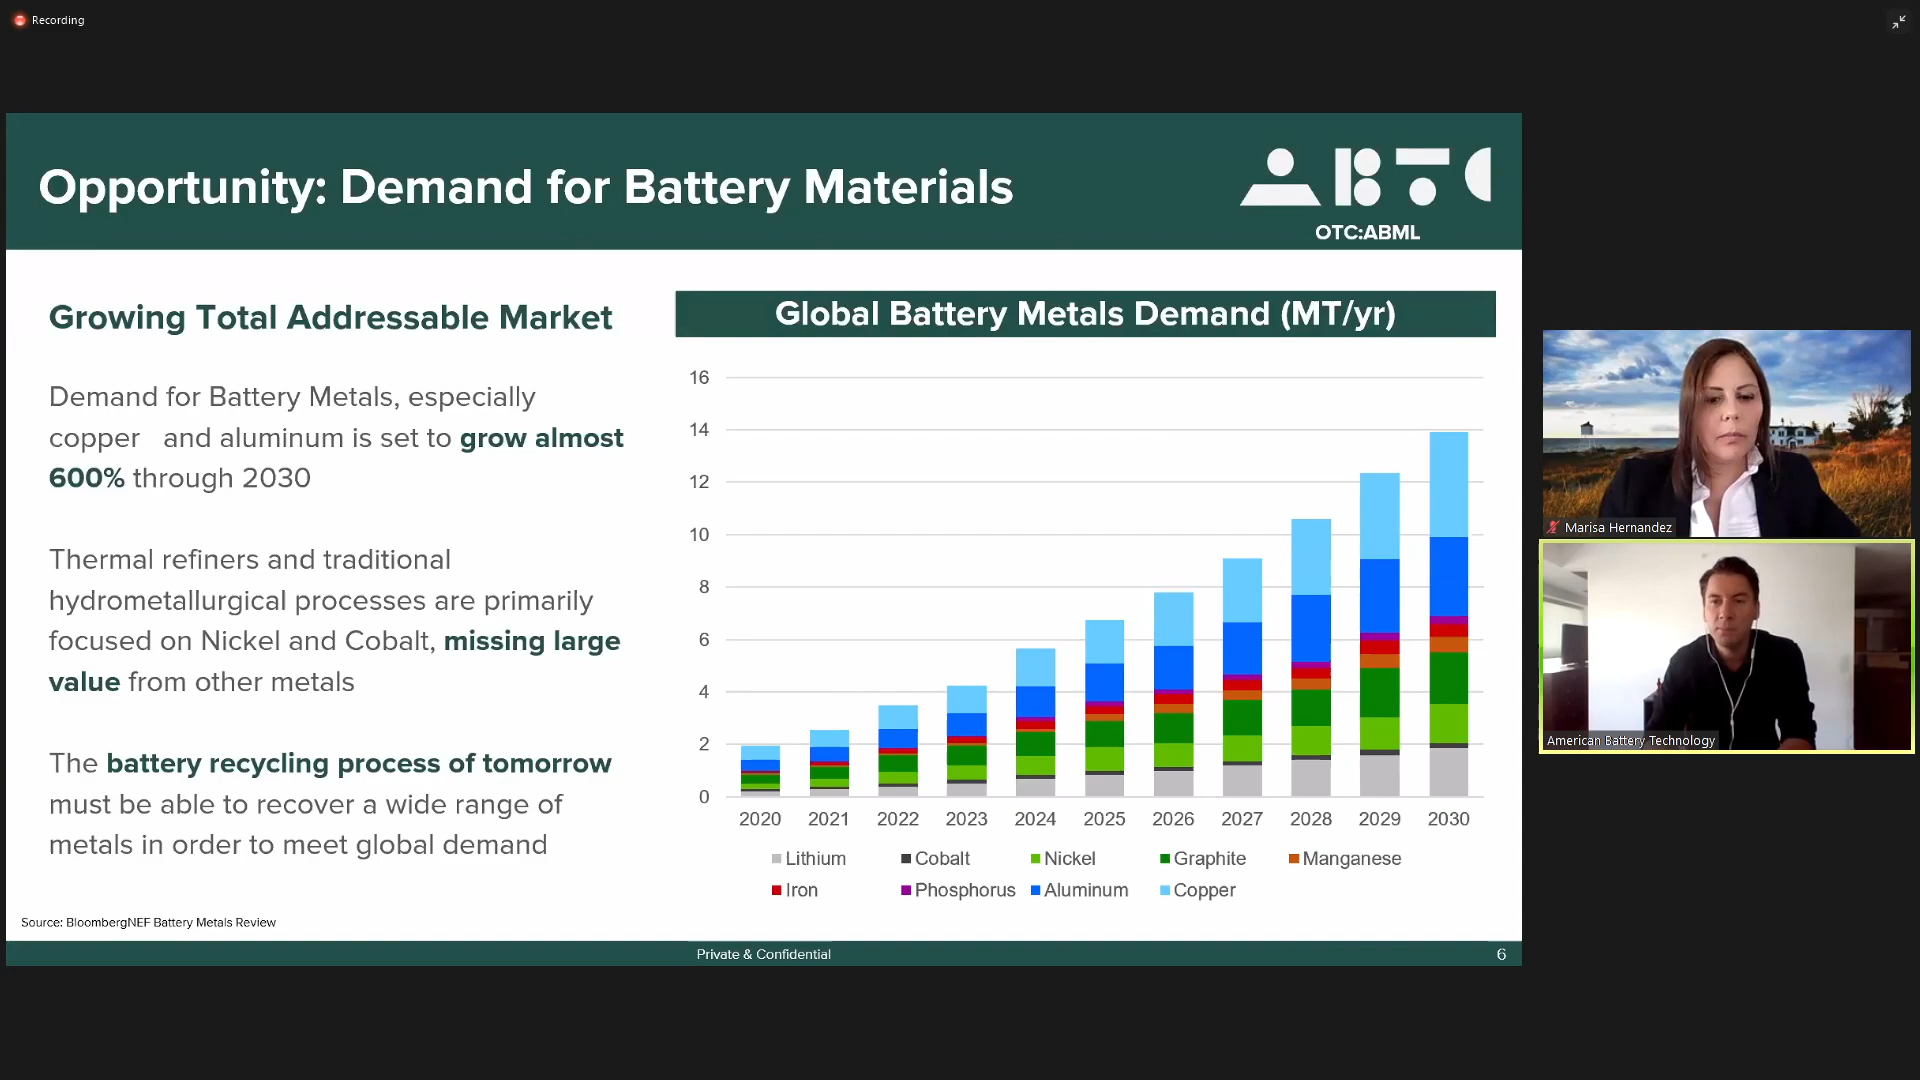 Recording
Opportunity: Demand for Battery Materials
ABTC
OTC:ABML
Growing Total Addressable Market
Demand for Battery Metals, especially
copper and aluminum is set to grow almost
600% through 2030
Thermal refiners and traditional
hydrometallurgical processes are primarily
focused on Nickel and Cobalt, missing large
value from other metals
The battery recycling process of tomorrow
must be able to recover a wide range of
metals in order to meet global demand
Source: BloombergNEF Battery Metals Review
Global Battery Metals Demand (MT/yr)
16
14
12
10
8
6
4
2
0
2020 2021 2022 2023 2024 2025 2026 2027 2028 2029 2030
Lithium Cobalt Nickel Graphite Manganese
Iron Phosphorus Aluminum Copper
Private & Confidential
6
Marisa Hernandez
American Battery Technology